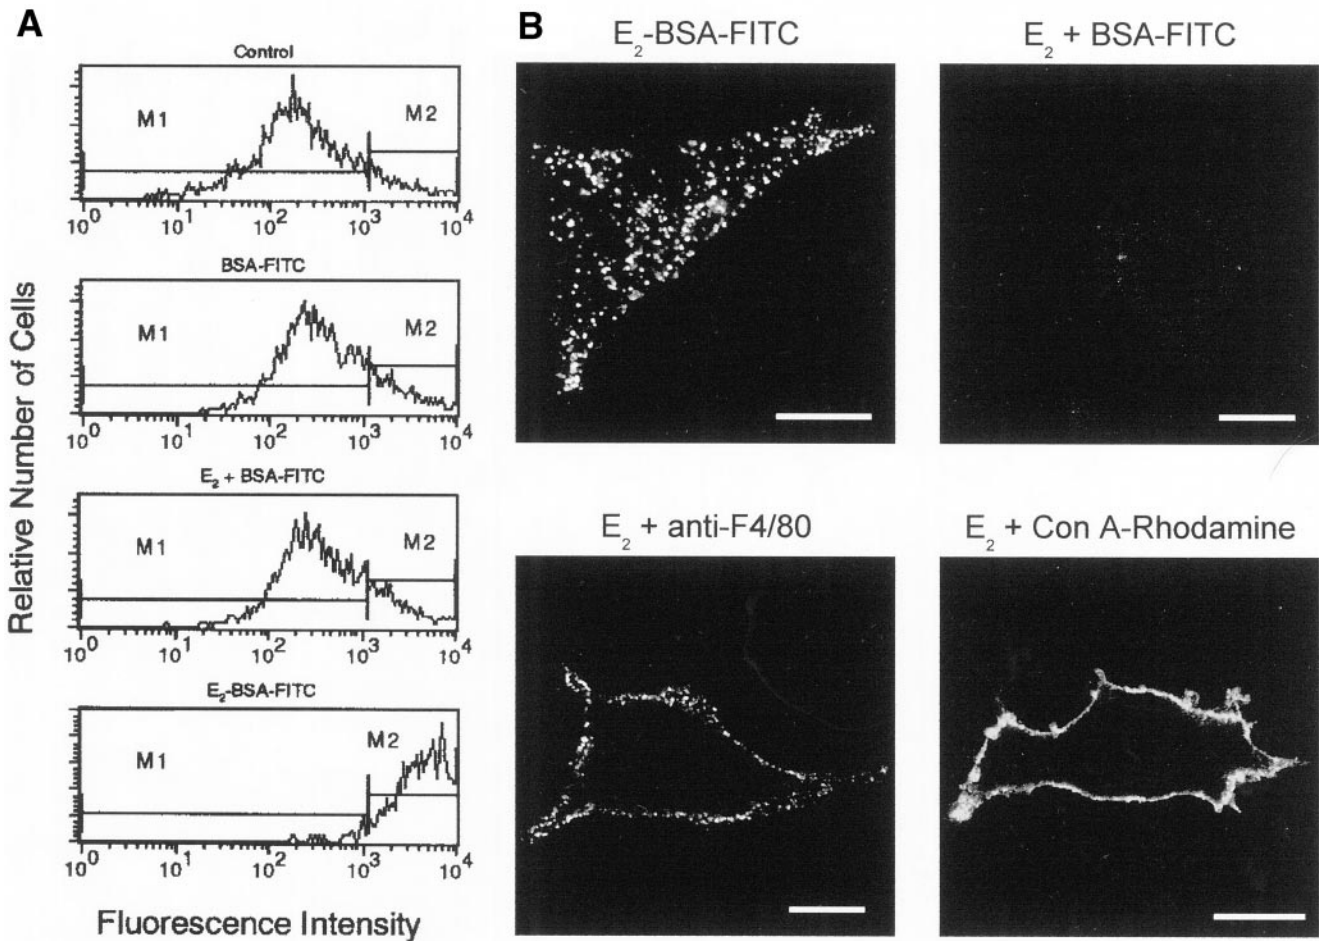 A
Relative Number of Cells
Control
M1
M2
10^0 10^1 10^2 10^3 10^4
BSA-FITC
M1
M2
10^0 10^1 10^2 10^3 10^4
E₂ + BSA-FITC
M1
M2
10^0 10^1 10^2 10^3 10^4
E₂-BSA-FITC
M1
M2
10^0 10^1 10^2 10^3 10^4
Fluorescence Intensity
B
E₂-BSA-FITC
E₂ + BSA-FITC
E₂ + anti-F4/80
E₂ + Con A-Rhodamine